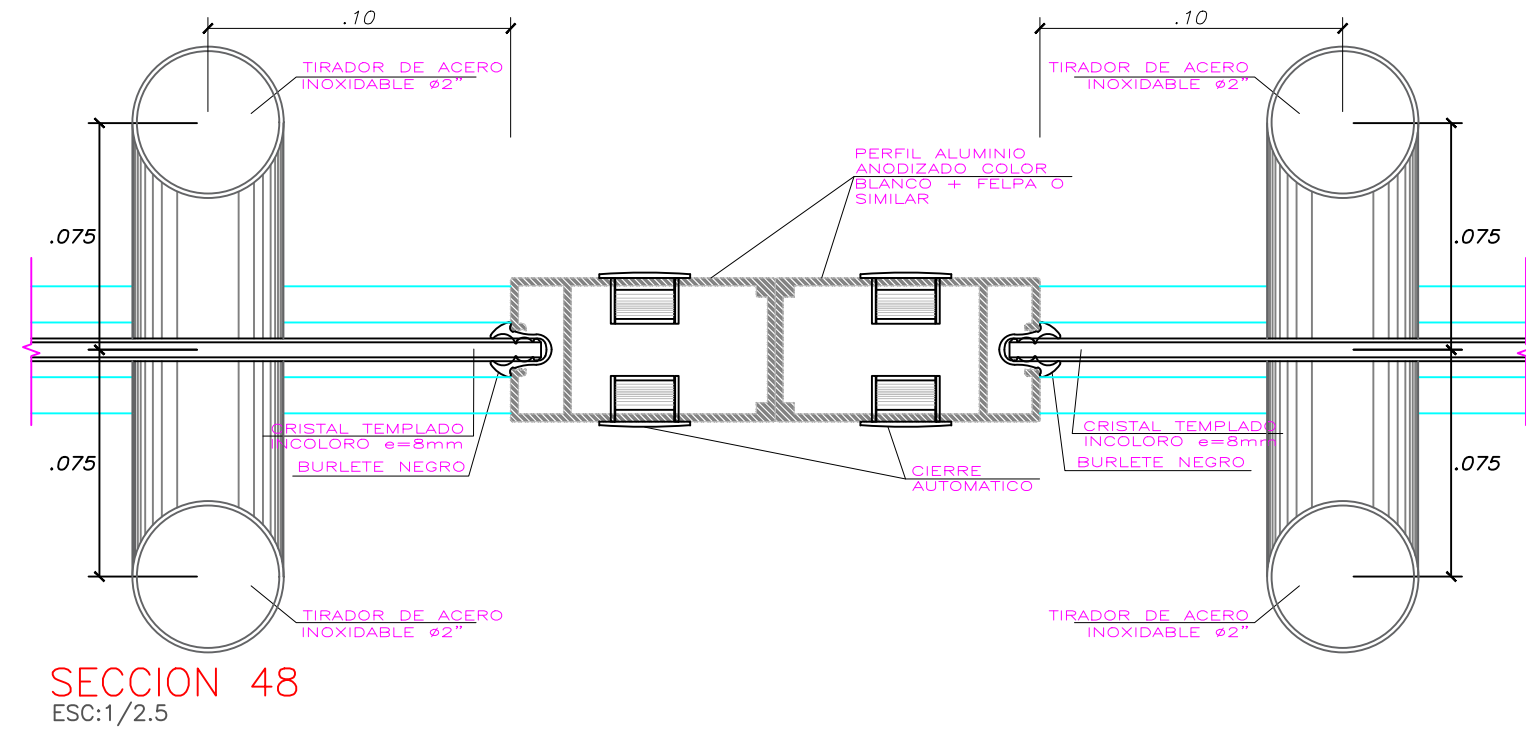 .10
.10
TIRADOR DE ACERO
INOXIDABLE ø2"
TIRADOR DE ACERO
INOXIDABLE ø2"
PERFIL ALUMINIO
ANODIZADO COLOR
BLANCO + FELPA O
SIMILAR
.075
.075
CRISTAL TEMPLADO
INCOLORO e=8mm
BURLETE NEGRO
CRISTAL TEMPLADO
INCOLORO e=8mm
BURLETE NEGRO
.075
.075
CIERRE
AUTOMATICO
TIRADOR DE ACERO
INOXIDABLE ø2"
TIRADOR DE ACERO
INOXIDABLE ø2"
SECCION 48
ESC:1/2.5